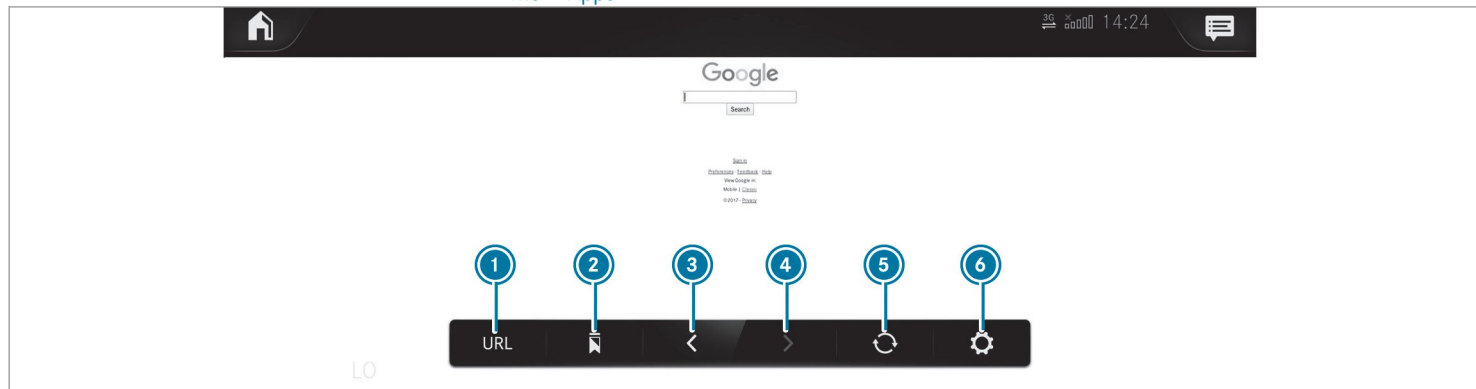 3G 14:24
Google
Search
Sign in
Preferences - Feedback - Help
View Google in:
Mobile | Classic
©2017 - Privacy
1 2 3 4 5 6
URL
LO